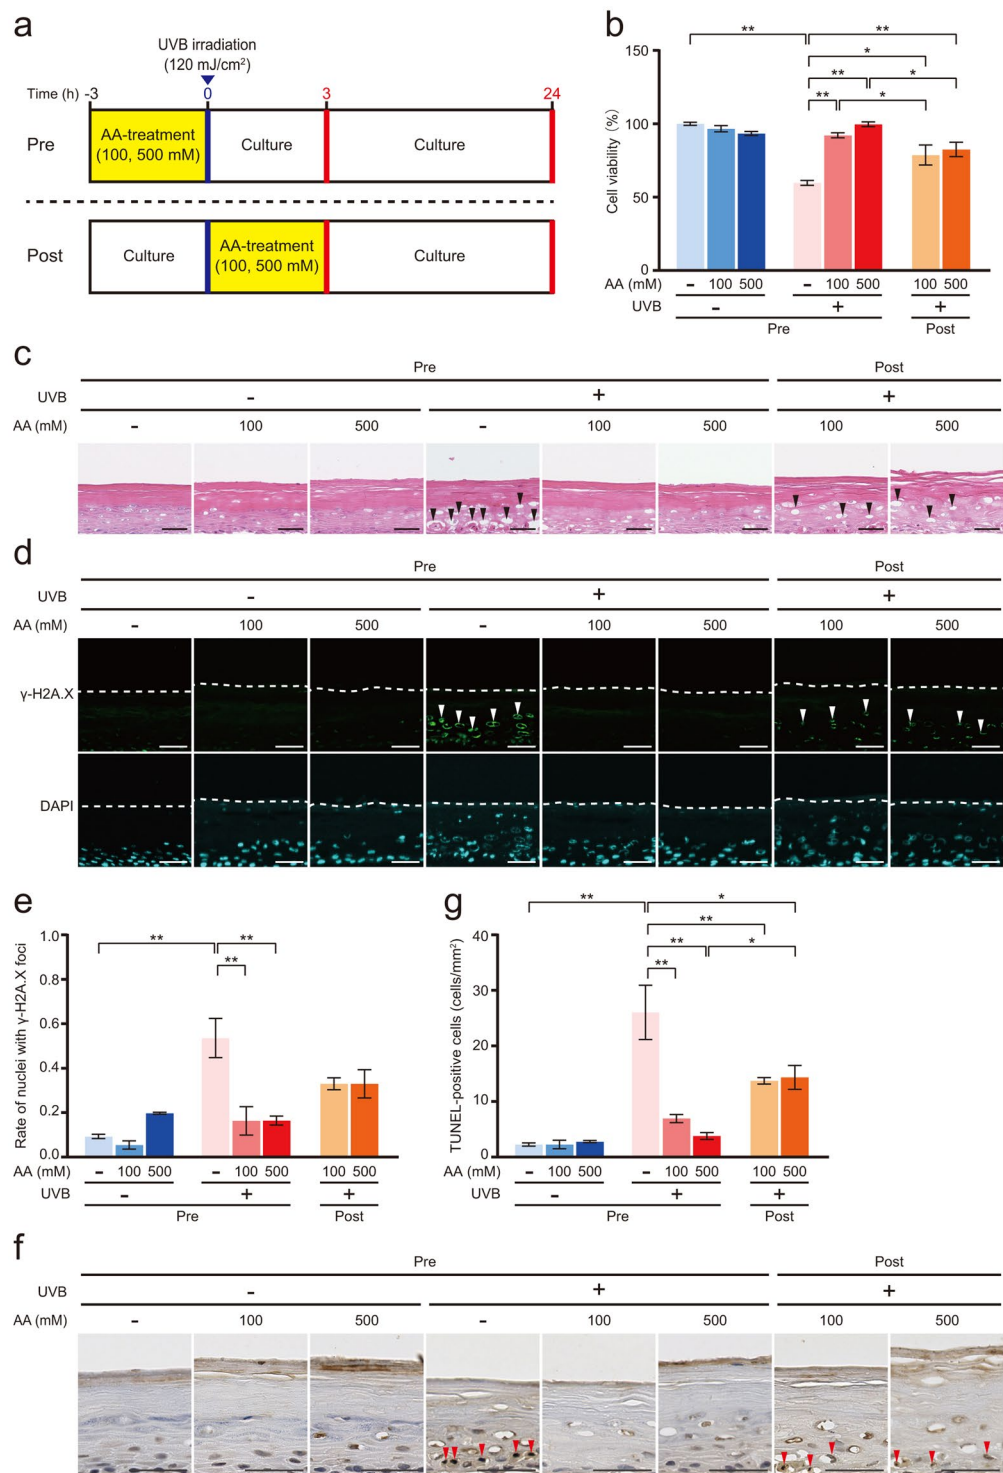 a
UVB irradiation
(120 mJ/cm²)
Time (h) -3 0 3 24
Pre
AA-treatment
(100, 500 mM)
Culture
Culture
Post
Culture
AA-treatment
(100, 500 mM)
Culture
b
** **
*
** *
** *
Cell viability (%)
150
100
50
0
AA (mM) - 100 500 - 100 500 100 500
UVB - + +
Pre Post
c
Pre Post
UVB - + +
AA (mM) - 100 500 - 100 500 100 500
d
Pre Post
UVB - + +
AA (mM) - 100 500 - 100 500 100 500
γ-H2A.X
DAPI
e
** **
**
Rate of nuclei with γ-H2A.X foci
1.0
0.8
0.6
0.4
0.2
0.0
AA (mM) - 100 500 - 100 500 100 500
UVB - + +
Pre Post
g
** *
**
** *
**
TUNEL-positive cells (cells/mm²)
40
30
20
10
0
AA (mM) - 100 500 - 100 500 100 500
UVB - + +
Pre Post
f
Pre Post
UVB - + +
AA (mM) - 100 500 - 100 500 100 500